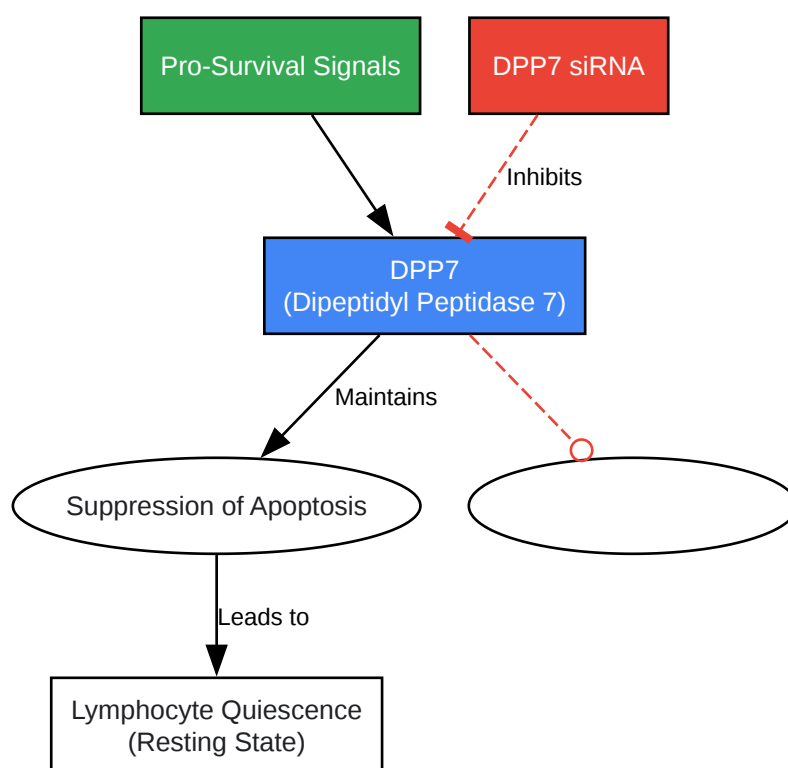 Pro-Survival Signals
DPP7 siRNA
Inhibits
DPP7
(Dipeptidyl Peptidase 7)
Maintains
Suppression of Apoptosis
Leads to
Lymphocyte Quiescence
(Resting State)